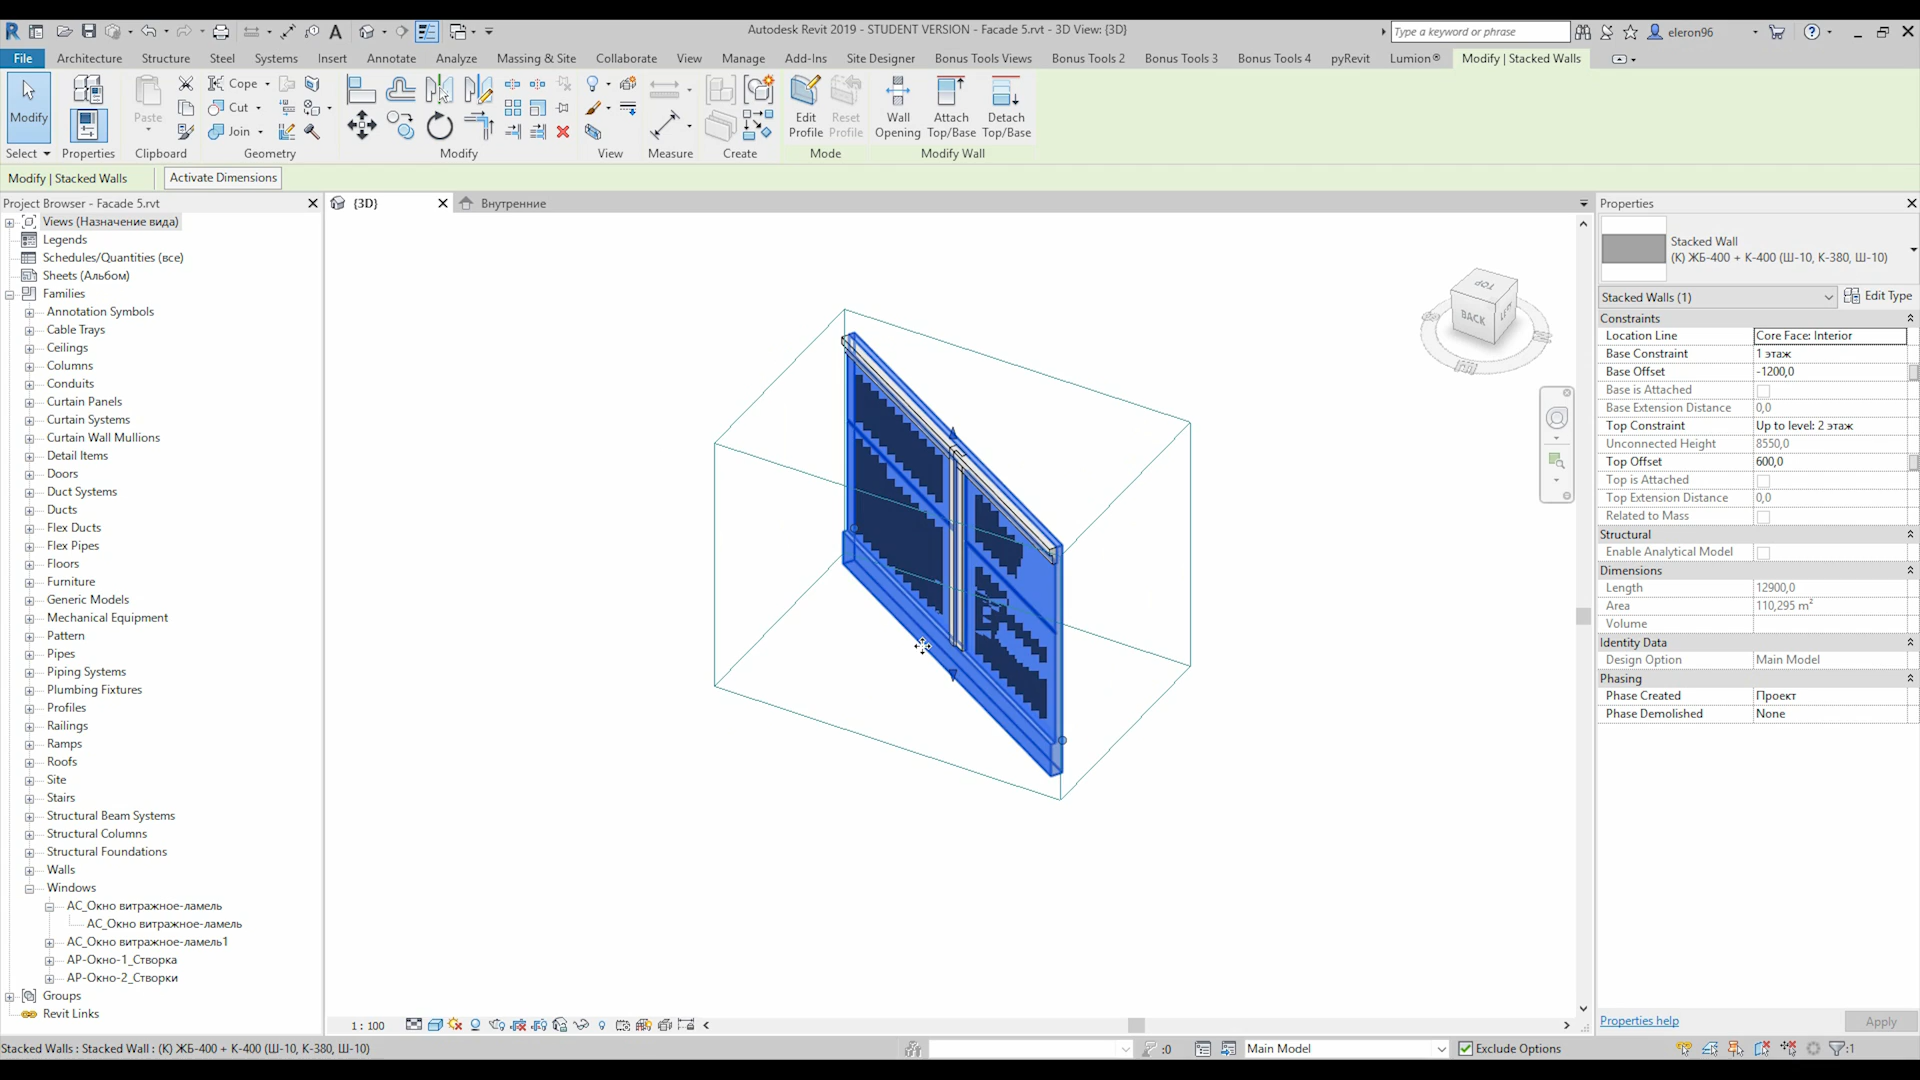 Autodesk Revit 2019 - STUDENT VERSION - Facade 5.rvt - 3D View: {3D}
Type a keyword or phrase
eleron96
File
Architecture
Structure
Steel
Systems
Insert
Annotate
Analyze
Massing & Site
Collaborate
View
Manage
Add-Ins
Site Designer
Bonus Tools Views
Bonus Tools 2
Bonus Tools 3
Bonus Tools 4
pyRevit
Lumion®
Modify | Stacked Walls
Modify
Paste
Cope
Cut
Join
Edit Profile
Reset Profile
Wall Opening
Attach Top/Base
Detach Top/Base
Select
Properties
Clipboard
Geometry
Modify
View
Measure
Create
Mode
Modify Wall
Modify | Stacked Walls
Activate Dimensions
Project Browser - Facade 5.rvt
Views (Назначение вида)
Legends
Schedules/Quantities (все)
Sheets (Альбом)
Families
Annotation Symbols
Cable Trays
Ceilings
Columns
Conduits
Curtain Panels
Curtain Systems
Curtain Wall Mullions
Detail Items
Doors
Duct Systems
Ducts
Flex Ducts
Flex Pipes
Floors
Furniture
Generic Models
Mechanical Equipment
Pattern
Pipes
Piping Systems
Plumbing Fixtures
Profiles
Railings
Ramps
Roofs
Site
Stairs
Structural Beam Systems
Structural Columns
Structural Foundations
Walls
Windows
АС_Окно витражное-ламель
АС_Окно витражное-ламель
АС_Окно витражное-ламель1
АР-Окно-1_Створка
АР-Окно-2_Створки
Groups
Revit Links
{3D}
Внутренние
TOP
BACK
LEFT
1 : 100
Properties
Stacked Wall
(К) ЖБ-400 + К-400 (Ш-10, К-380, Ш-10)
Stacked Walls (1)
Edit Type
Constraints
Location Line Core Face: Interior
Base Constraint 1 этаж
Base Offset -1200,0
Base is Attached
Base Extension Distance 0,0
Top Constraint Up to level: 2 этаж
Unconnected Height 8550,0
Top Offset 600,0
Top is Attached
Top Extension Distance 0,0
Related to Mass
Structural
Enable Analytical Model
Dimensions
Length 12900,0
Area 110,295 m²
Volume
Identity Data
Design Option Main Model
Phasing
Phase Created Проект
Phase Demolished None
Properties help
Apply
Stacked Walls : Stacked Wall : (К) ЖБ-400 + К-400 (Ш-10, К-380, Ш-10)
:0
Main Model
Exclude Options
:1